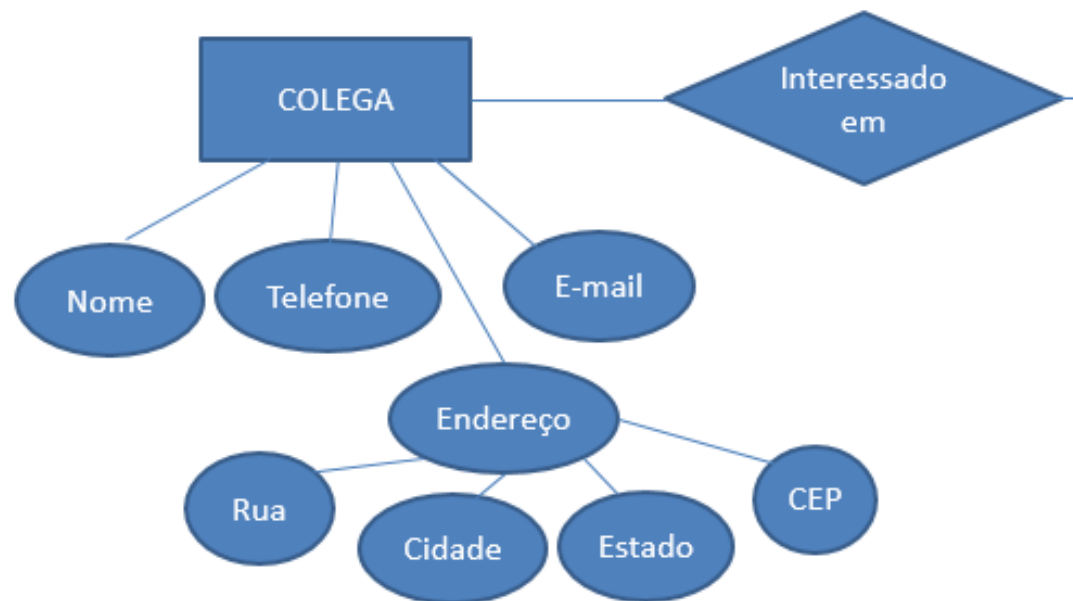 COLEGA
Interessado
em
Nome
Telefone
E-mail
Endereço
Rua
Cidade
Estado
CEP